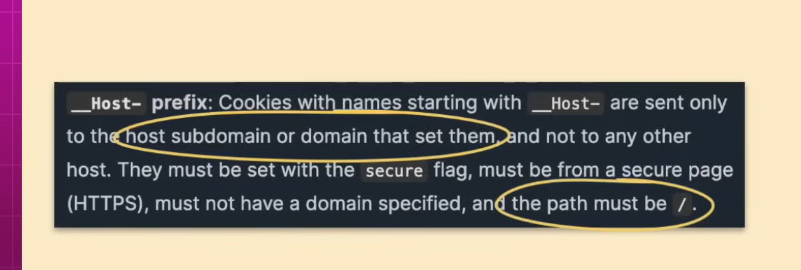 __Host- prefix: Cookies with names starting with __Host- are sent only
to the host subdomain or domain that set them, and not to any other
host. They must be set with the secure flag, must be from a secure page
(HTTPS), must not have a domain specified, and the path must be /.